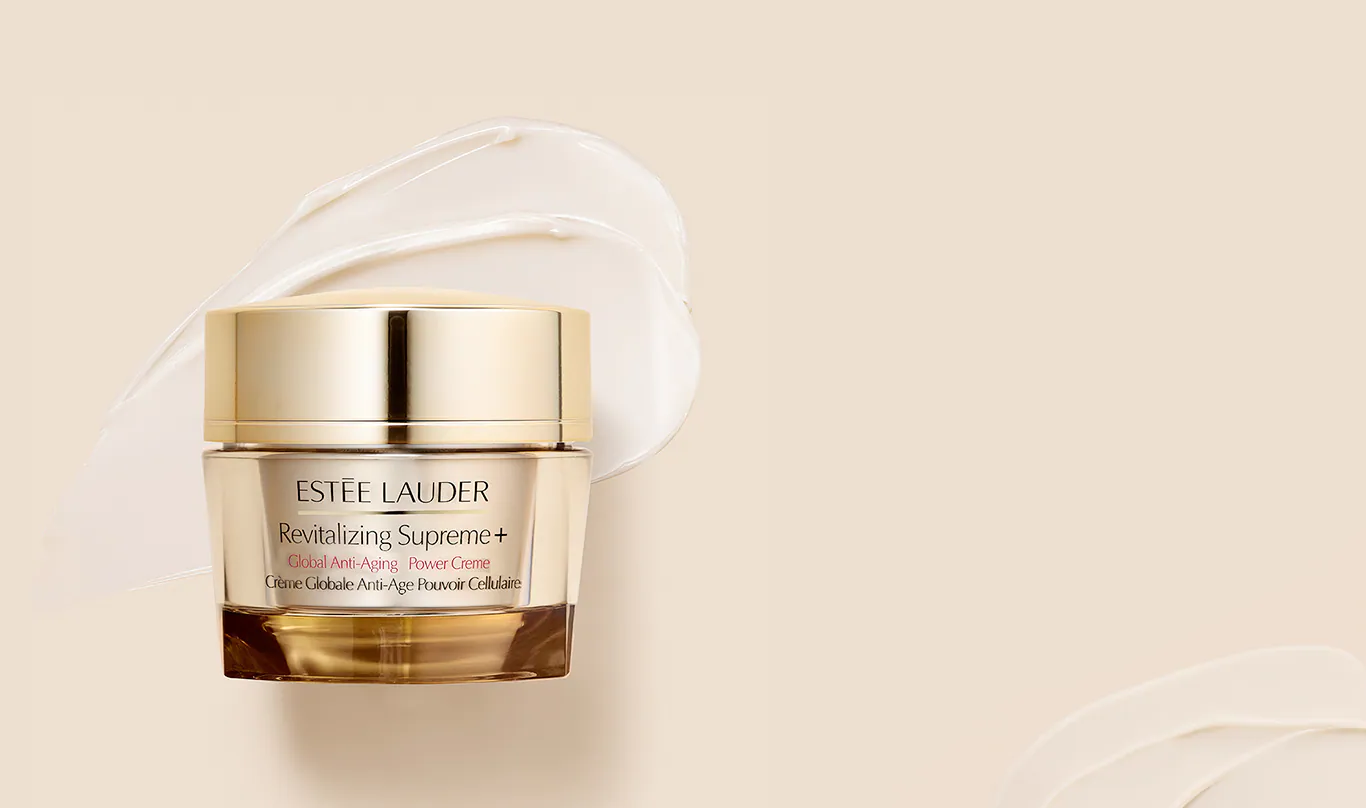 ESTĒE LAUDER
Revitalizing Supreme+
Global Anti-Aging Power Creme
Crème Globale Anti-Age Pouvoir Cellulaire